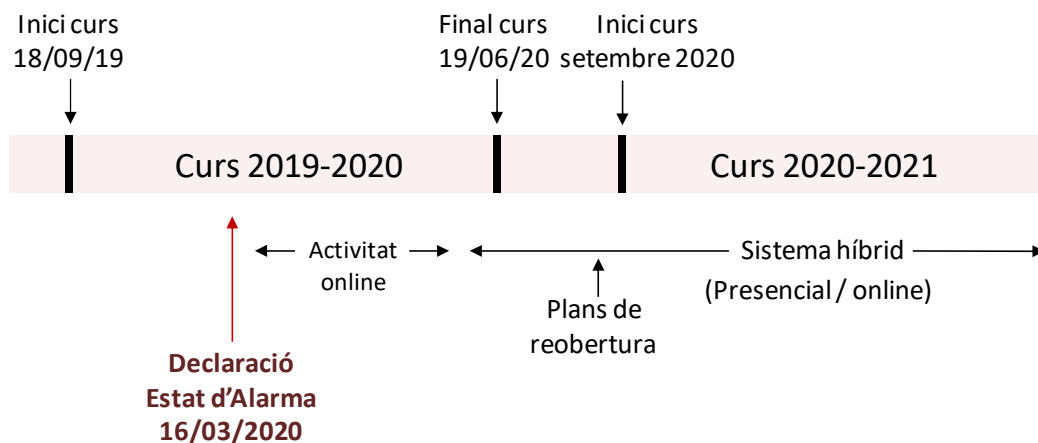 Inici curs
18/09/19
Final curs
19/06/20
Inici curs
setembre 2020
Curs 2019-2020
Curs 2020-2021
Activitat
online
Sistema híbrid
(Presencial / online)
Plans de
reobertura
Declaració
Estat d’Alarma
16/03/2020